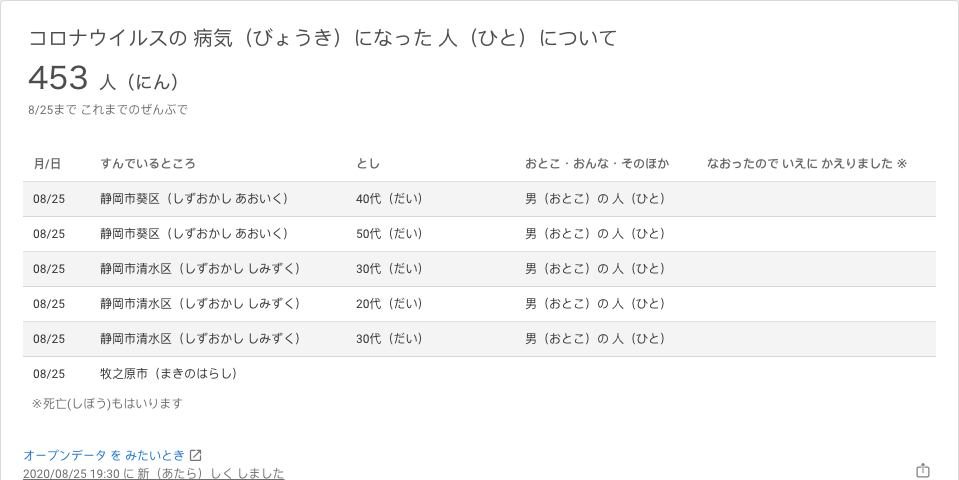 コロナウイルスの 病気（びょうき）になった 人（ひと）について
453 人（にん）
8/25まで これまでのぜんぶで
月/日 すんでいるところ とし おとこ・おんな・そのほか なおったので いえに かえりました ※
08/25 静岡市葵区（しずおかし あおいく） 40代（だい） 男（おとこ）の 人（ひと）
08/25 静岡市葵区（しずおかし あおいく） 50代（だい） 男（おとこ）の 人（ひと）
08/25 静岡市清水区（しずおかし しみずく） 30代（だい） 男（おとこ）の 人（ひと）
08/25 静岡市清水区（しずおかし しみずく） 20代（だい） 男（おとこ）の 人（ひと）
08/25 静岡市清水区（しずおかし しみずく） 30代（だい） 男（おとこ）の 人（ひと）
08/25 牧之原市（まきのはらし）
※死亡(しぼう)もはいります
オープンデータ を みたいとき
2020/08/25 19:30 に 新（あたら）しく しました